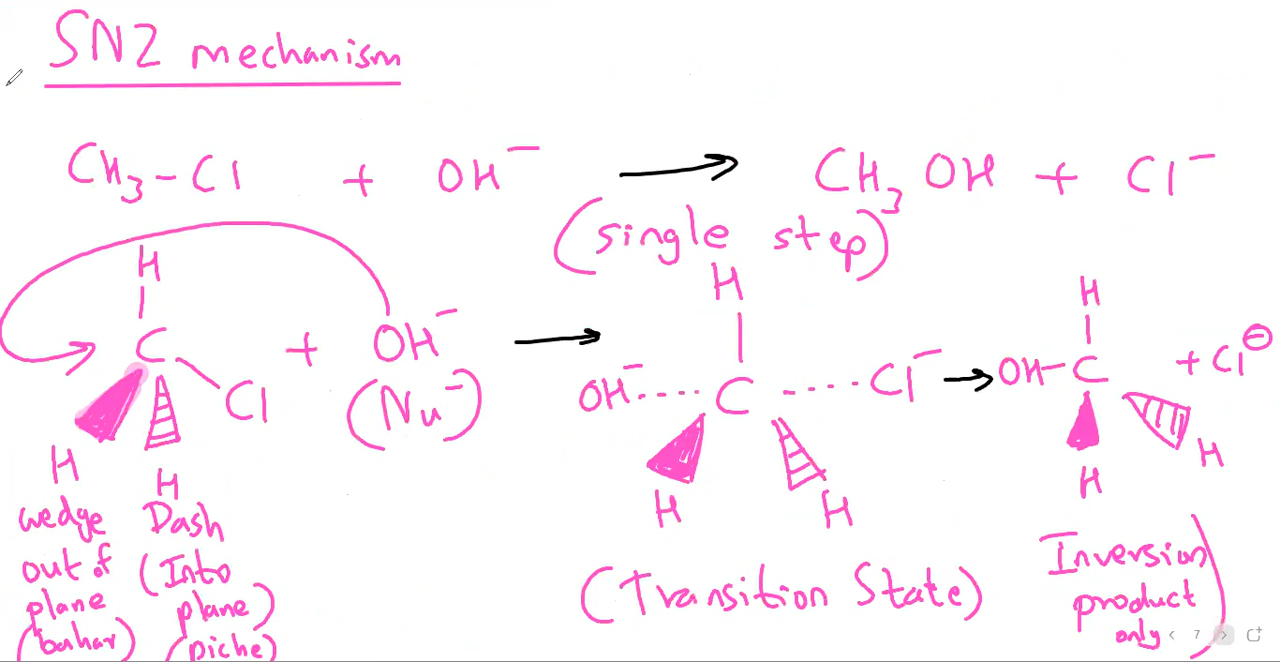 SN2 mechanism
CH₃-Cl + OH⁻ → CH₃OH + Cl⁻
(single step)
H
C
Cl
H
H
+ OH⁻ →
(Nu⁻)
H
OH⁻ ---- C ---- Cl⁻ →
H
H
H
OH-C
H
H
+ Cl⊖
wedge
out of
plane
(bahar)
Dash
(Into
plane)
(piche)
(Transition State)
Inversion
product
only)
7